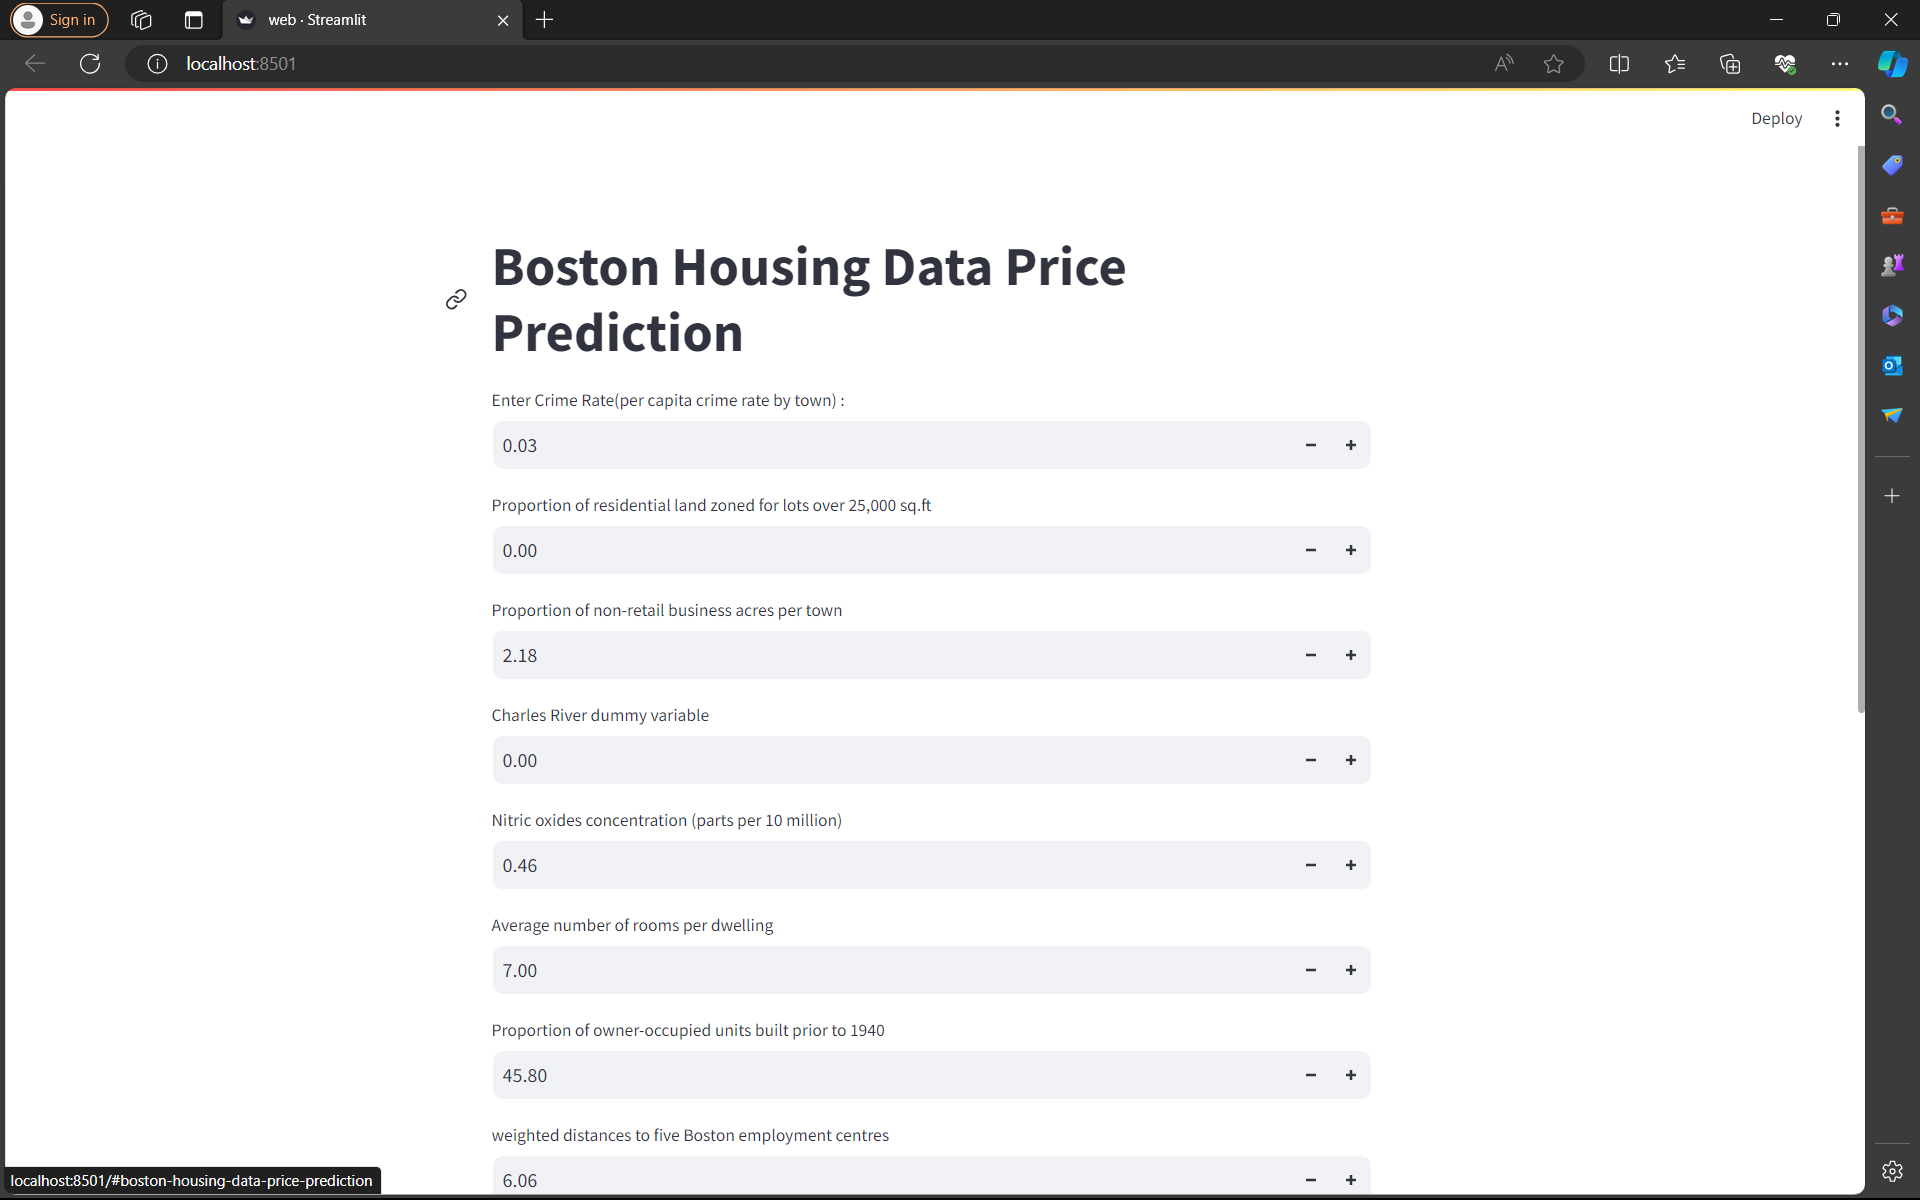 Sign in
web · Streamlit
localhost:8501
Deploy
Boston Housing Data Price
Prediction
Enter Crime Rate(per capita crime rate by town) :
0.03
Proportion of residential land zoned for lots over 25,000 sq.ft
0.00
Proportion of non-retail business acres per town
2.18
Charles River dummy variable
0.00
Nitric oxides concentration (parts per 10 million)
0.46
Average number of rooms per dwelling
7.00
Proportion of owner-occupied units built prior to 1940
45.80
weighted distances to five Boston employment centres
6.06
localhost:8501/#boston-housing-data-price-prediction